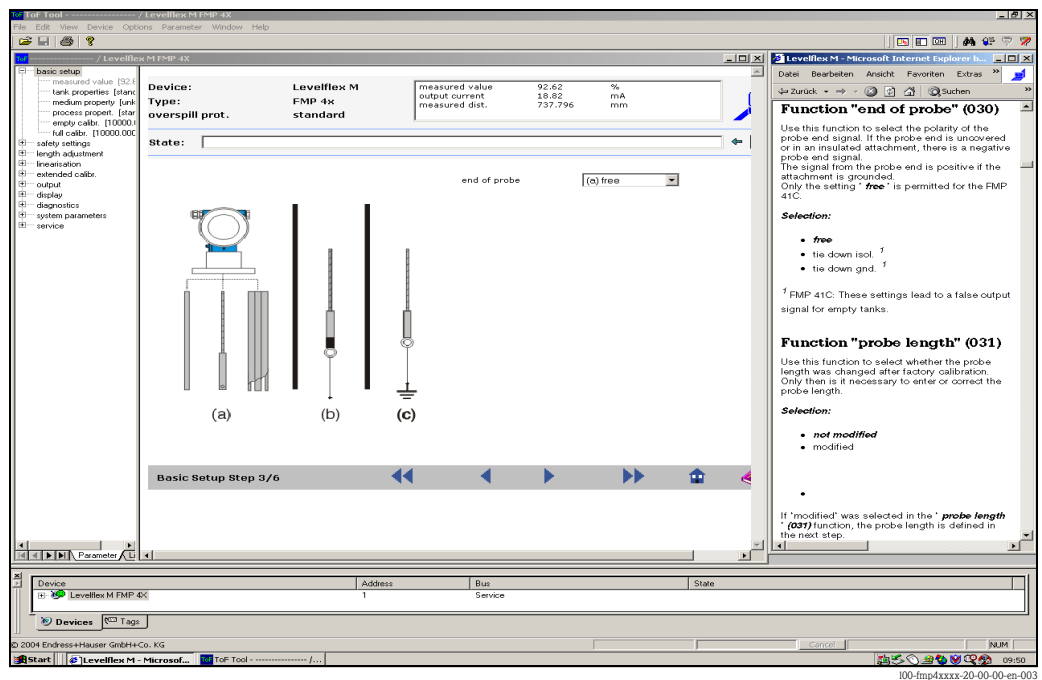 ToF Tool - ---------------- / Levelflex M FMP 4X
File Edit View Device Options Parameter Window Help
---------------- / Levelflex M FMP 4X
basic setup
measured value [92.6
tank properties [stand
medium property [unk
process propert. [star
empty calibr. [10000.0
full calibr. [10000.000
safety settings
length adjustment
linearisation
extended calibr.
output
display
diagnostics
system parameters
service
Parameter
Device: Levelflex M
Type: FMP 4x
overspill prot. standard
measured value 92.62 %
output current 18.82 mA
measured dist. 737.796 mm
State:
end of probe (a) free
(a) (b) (c)
Basic Setup Step 3/6
Levelflex M - Microsoft Internet Explorer b...
Datei Bearbeiten Ansicht Favoriten Extras »
Zurück Suchen »
Function "end of probe" (030)
Use this function to select the polarity of the
probe end signal. If the probe end is uncovered
or in an insulated attachment, there is a negative
probe end signal.
The signal from the probe end is positive if the
attachment is grounded.
Only the setting " free " is permitted for the FMP
41C.
Selection:
• free
• tie down isol. 1
• tie down gnd. 1
1 FMP 41C: These settings lead to a false output
signal for empty tanks.
Function "probe length" (031)
Use this function to select whether the probe
length was changed after factory calibration.
Only then is it necessary to enter or correct the
probe length.
Selection:
• not modified
• modified
•
If "modified" was selected in the " probe length
" (031) function, the probe length is defined in
the next step.
Device Address Bus State
Levelflex M FMP 4X 1 Service
Devices Tags
© 2004 Endress+Hauser GmbH+Co. KG
Cancel NUM
Start Levelflex M - Microsof... ToF Tool - ---------------- /... 09:50
l00-fmp4xxxx-20-00-00-en-003